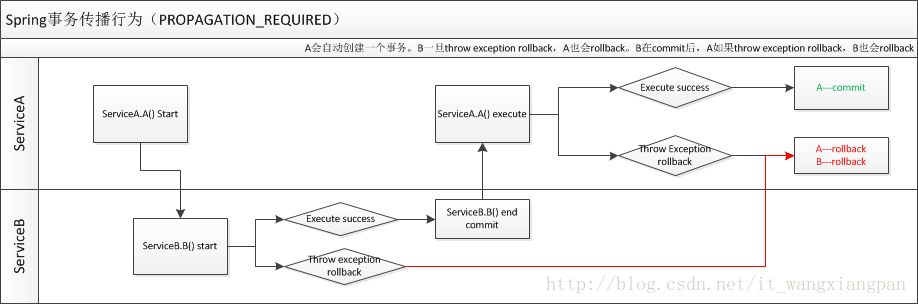 Spring事务传播行为（PROPAGATION_REQUIRED）
A会自动创建一个事务。B一旦throw exception rollback，A也会rollback。B在commit后，A如果throw exception rollback，B也会rollback
ServiceA
ServiceA.A() Start
ServiceA.A() execute
Execute success
A---commit
Throw Exception
rollback
A---rollback
B---rollback
ServiceB
ServiceB.B() start
Execute success
ServiceB.B() end
commit
Throw exception
rollback
http://blog.csdn.net/it_wangxiangpan